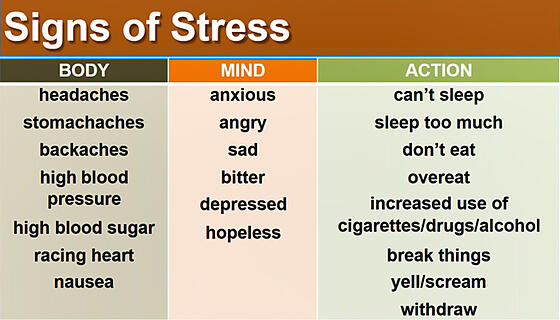 Signs of Stress
BODY
headaches
stomachaches
backaches
high blood
pressure
high blood sugar
racing heart
nausea
MIND
anxious
angry
sad
bitter
depressed
hopeless
ACTION
can’t sleep
sleep too much
don’t eat
overeat
increased use of
cigarettes/drugs/alcohol
break things
yell/scream
withdraw